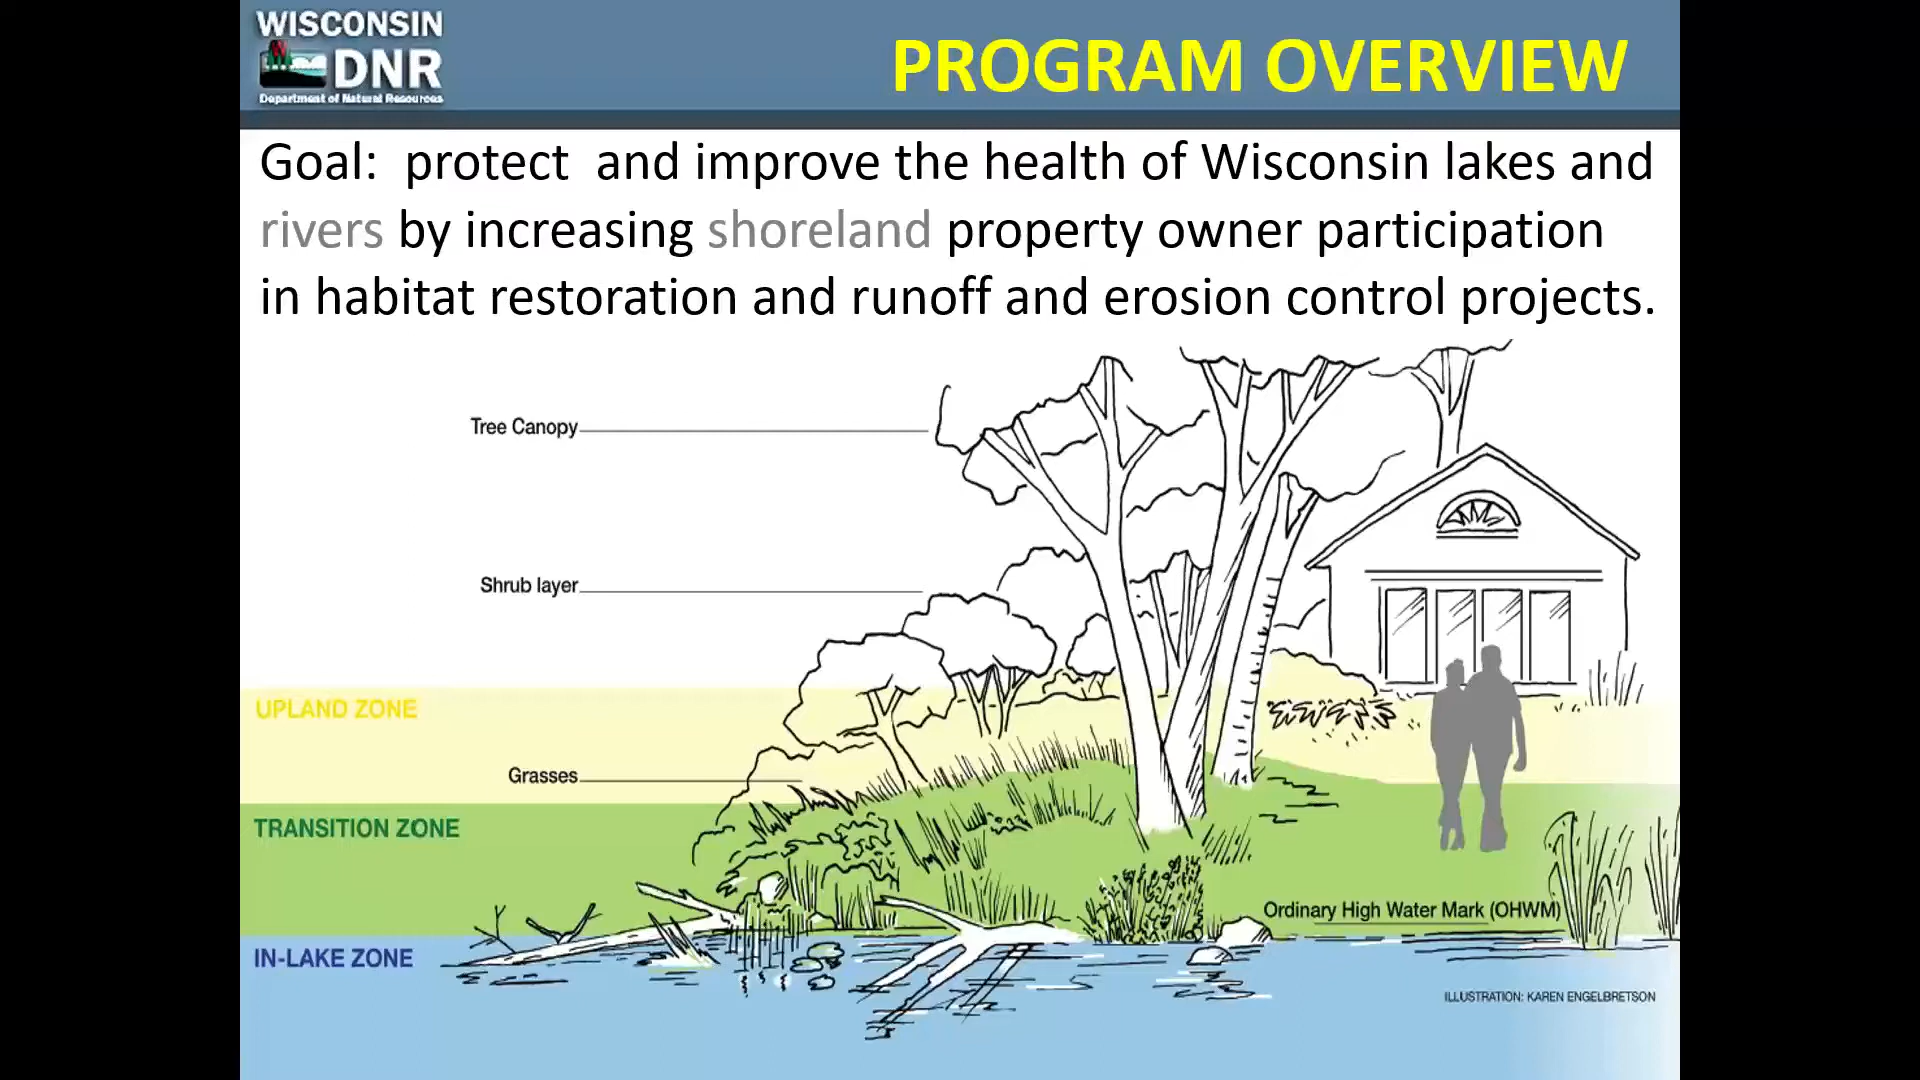 WISCONSIN
DNR
Department of Natural Resources
PROGRAM OVERVIEW
Goal: protect and improve the health of Wisconsin lakes and
rivers by increasing shoreland property owner participation
in habitat restoration and runoff and erosion control projects.
Tree Canopy
Shrub layer
UPLAND ZONE
Grasses
TRANSITION ZONE
Ordinary High Water Mark (OHWM)
IN-LAKE ZONE
ILLUSTRATION: KAREN ENGELBRETSON